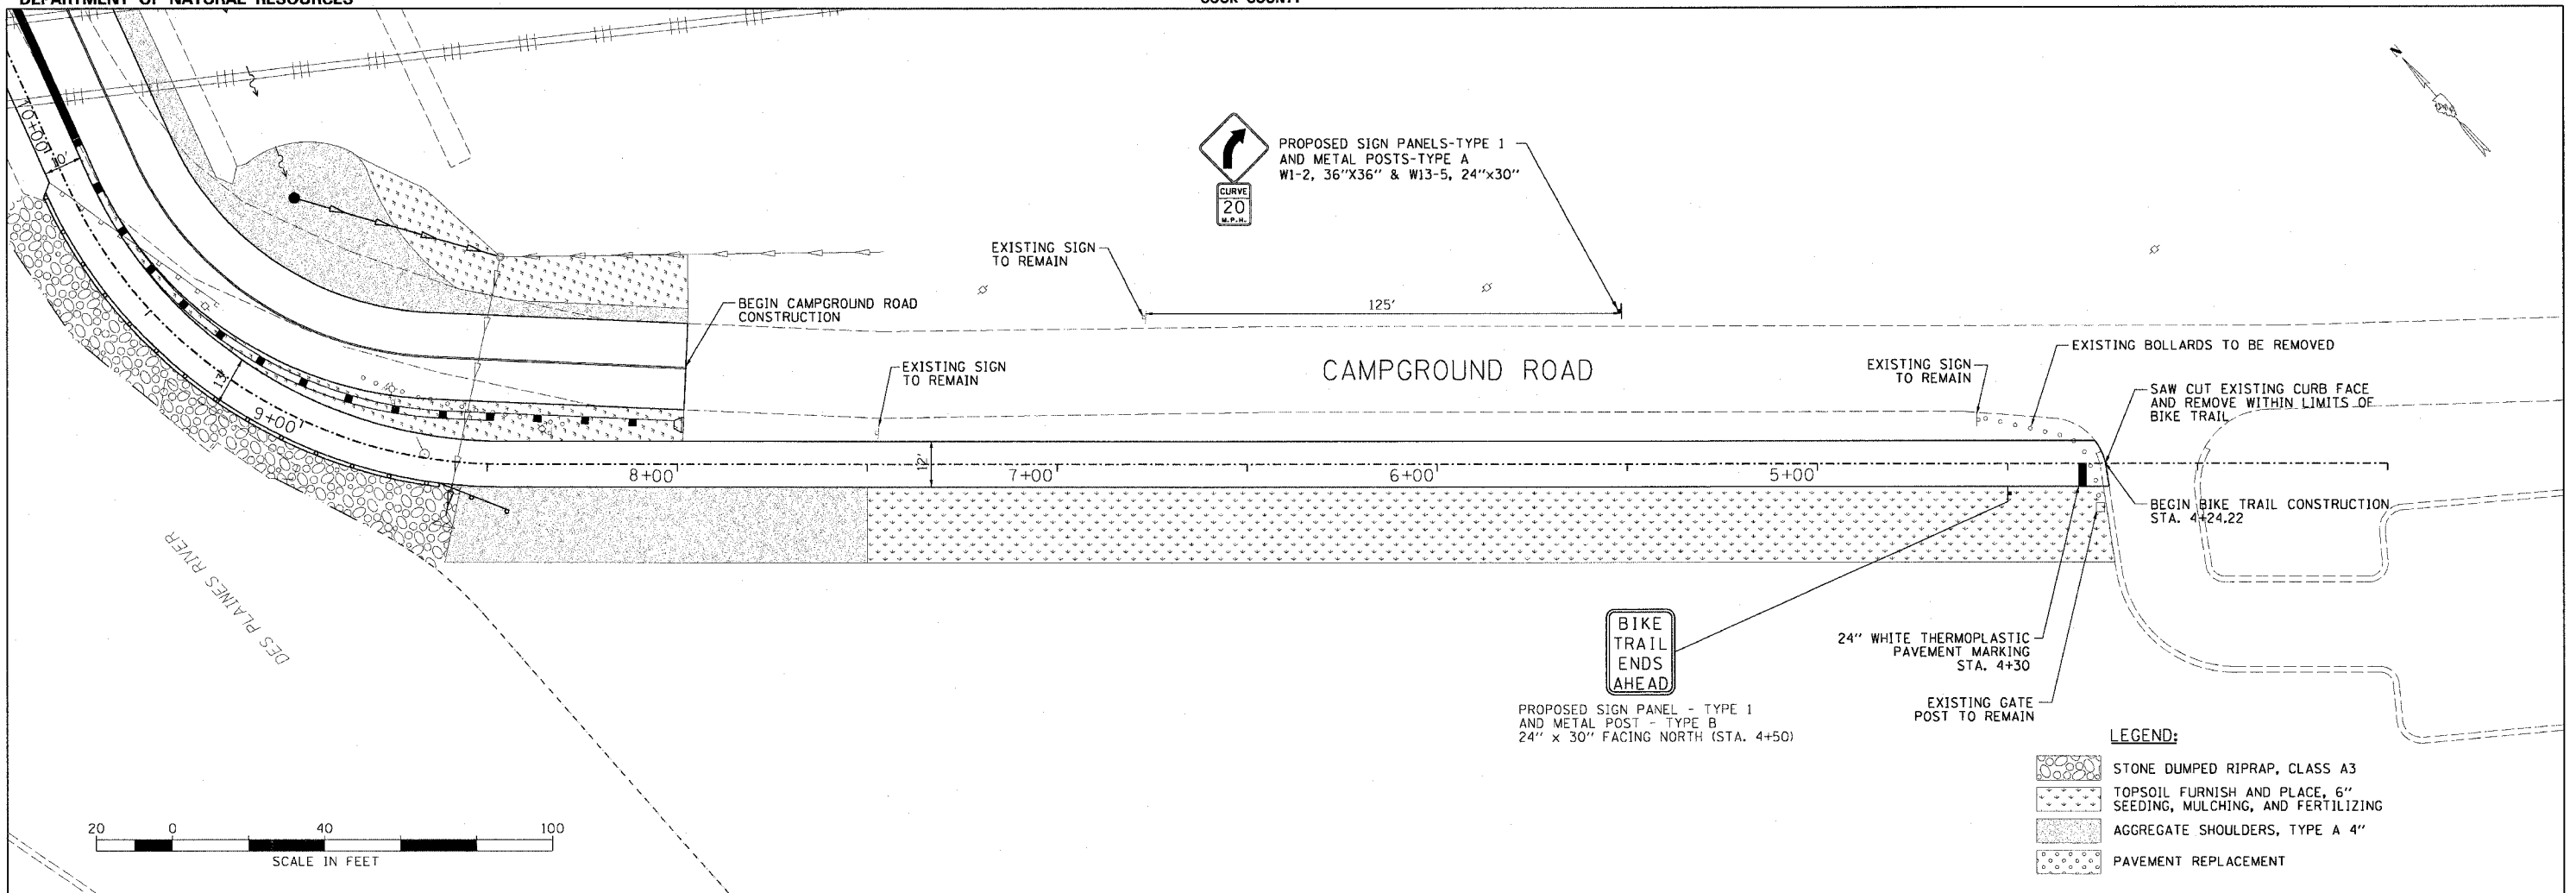 DEPARTMENT OF NATURAL RESOURCES
COOK COUNTY
N
10+00
10'
PROPOSED SIGN PANELS-TYPE 1
AND METAL POSTS-TYPE A
W1-2, 36"X36" & W13-5, 24"x30"
CURVE
20
M.P.H.
EXISTING SIGN
TO REMAIN
125'
BEGIN CAMPGROUND ROAD
CONSTRUCTION
EXISTING SIGN
TO REMAIN
CAMPGROUND ROAD
EXISTING SIGN
TO REMAIN
EXISTING BOLLARDS TO BE REMOVED
SAW CUT EXISTING CURB FACE
AND REMOVE WITHIN LIMITS OF
BIKE TRAIL
13'
9+00
8+00
12'
7+00
6+00
5+00
BEGIN BIKE TRAIL CONSTRUCTION
STA. 4+24.22
DES PLAINES RIVER
BIKE
TRAIL
ENDS
AHEAD
PROPOSED SIGN PANEL - TYPE 1
AND METAL POST - TYPE B
24" x 30" FACING NORTH (STA. 4+50)
24" WHITE THERMOPLASTIC
PAVEMENT MARKING
STA. 4+30
EXISTING GATE
POST TO REMAIN
LEGEND:
STONE DUMPED RIPRAP, CLASS A3
TOPSOIL FURNISH AND PLACE, 6"
SEEDING, MULCHING, AND FERTILIZING
AGGREGATE SHOULDERS, TYPE A 4"
PAVEMENT REPLACEMENT
20 0 40 100
SCALE IN FEET